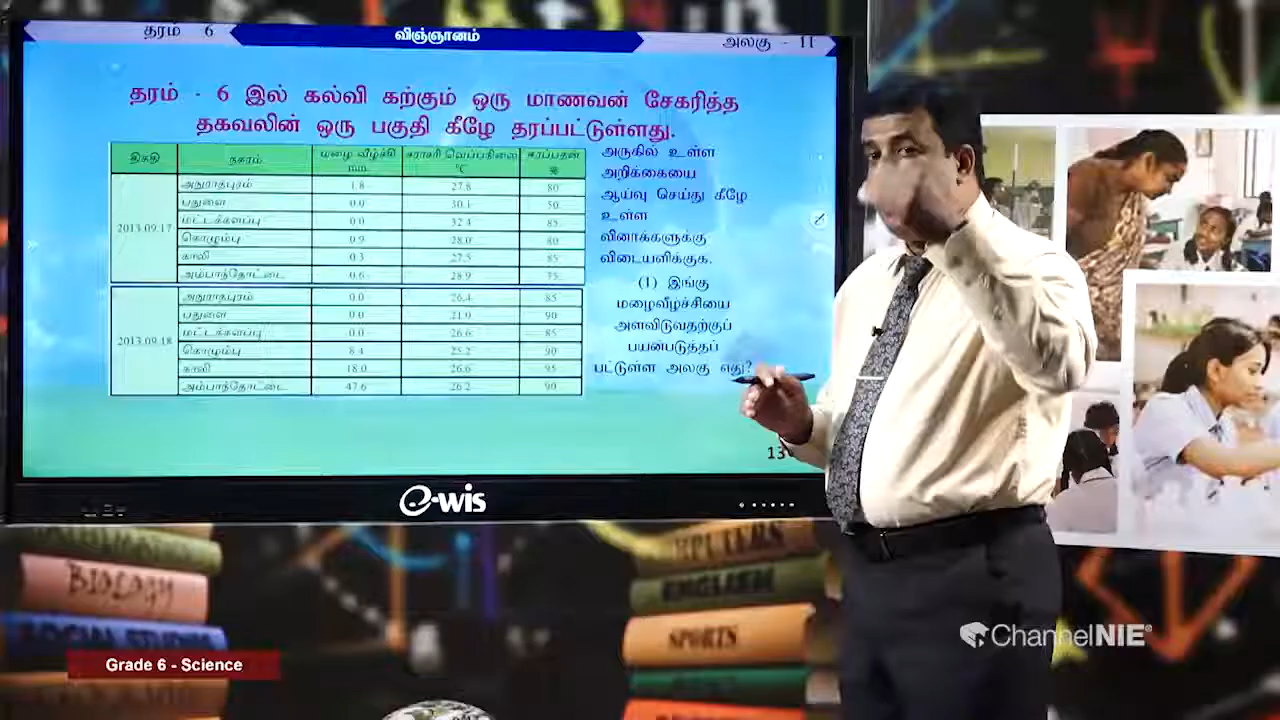 தரம் 6
விஞ்ஞானம்
அலகு - 11
தரம் - 6 இல் கல்வி கற்கும் ஒரு மாணவன் சேகரித்த
தகவலின் ஒரு பகுதி கீழே தரப்பட்டுள்ளது.
திகதி நகரம் மழை வீழ்ச்சி mm சராசரி வெப்பநிலை °C ஈரப்பதன் %
2013.09.17
அநுராதபுரம் 1.8 27.8 80
பதுளை 0.0 30.1 50
மட்டக்களப்பு 0.0 32.4 85
கொழும்பு 0.9 28.0 80
காலி 0.3 27.5 85
அம்பாந்தோட்டை 0.6 28.9 75
2013.09.18
அநுராதபுரம் 0.0 26.4 85
பதுளை 0.0 21.9 90
மட்டக்களப்பு 0.0 26.6 85
கொழும்பு 8.4 25.2 90
காலி 18.0 26.6 95
அம்பாந்தோட்டை 47.6 26.2 90
அருகில் உள்ள
அறிக்கையை
ஆய்வு செய்து கீழே
உள்ள
வினாக்களுக்கு
விடையளிக்குக.
(1) இங்கு
மழைவீழ்ச்சியை
அளவிடுவதற்குப்
பயன்படுத்தப்
பட்டுள்ள அலகு எது?
e-wis
BIOLOGY
SOCIAL STUDIES
ENGLISH
SPORTS
ChannelNIE®
Grade 6 - Science